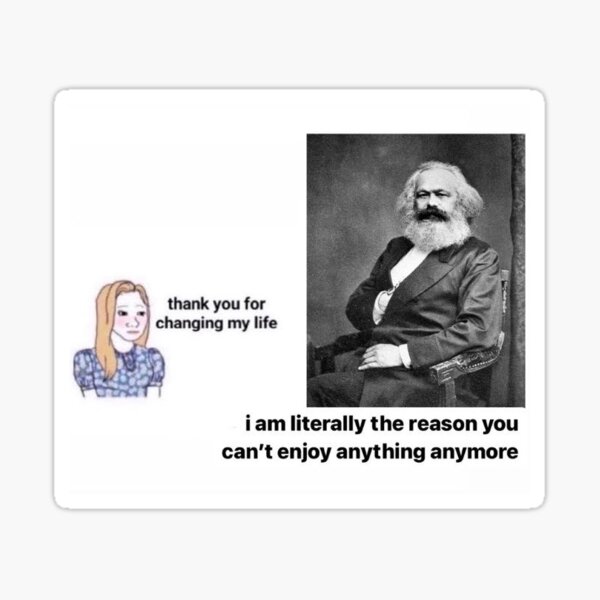 thank you for
changing my life
i am literally the reason you
can’t enjoy anything anymore